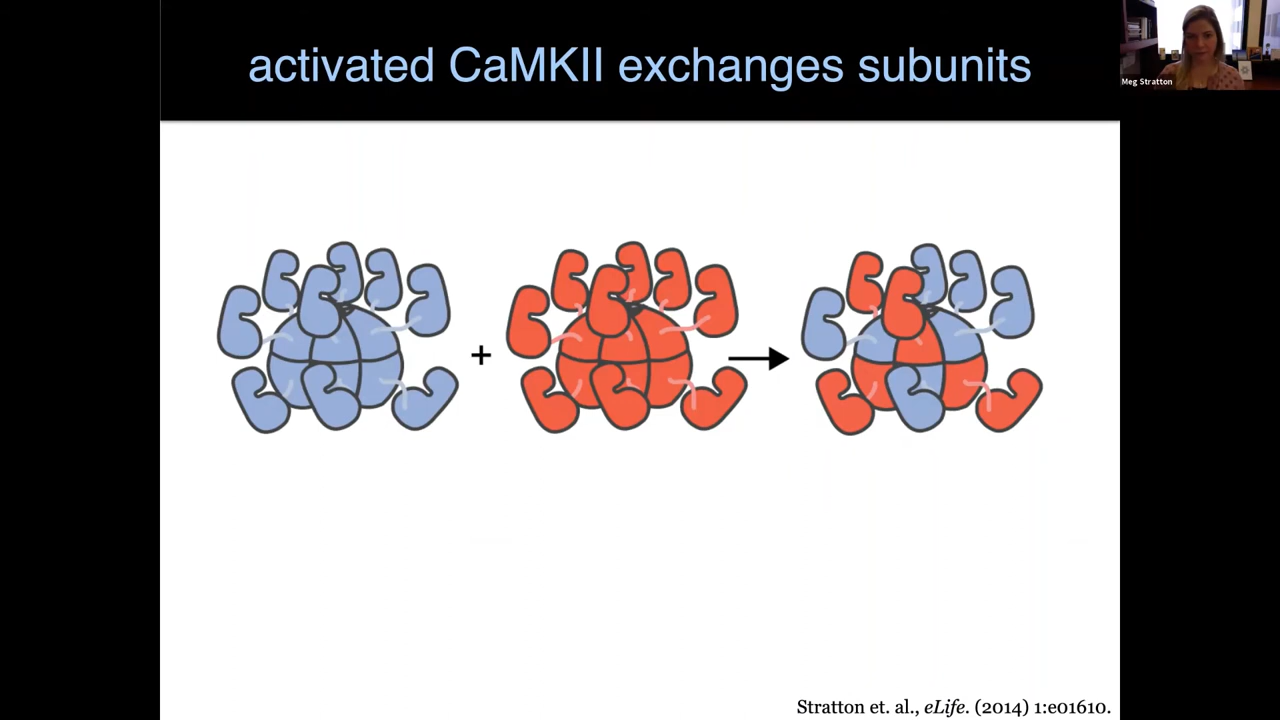 activated CaMKII exchanges subunits
Meg Stratton
+
Stratton et. al., eLife. (2014) 1:e01610.